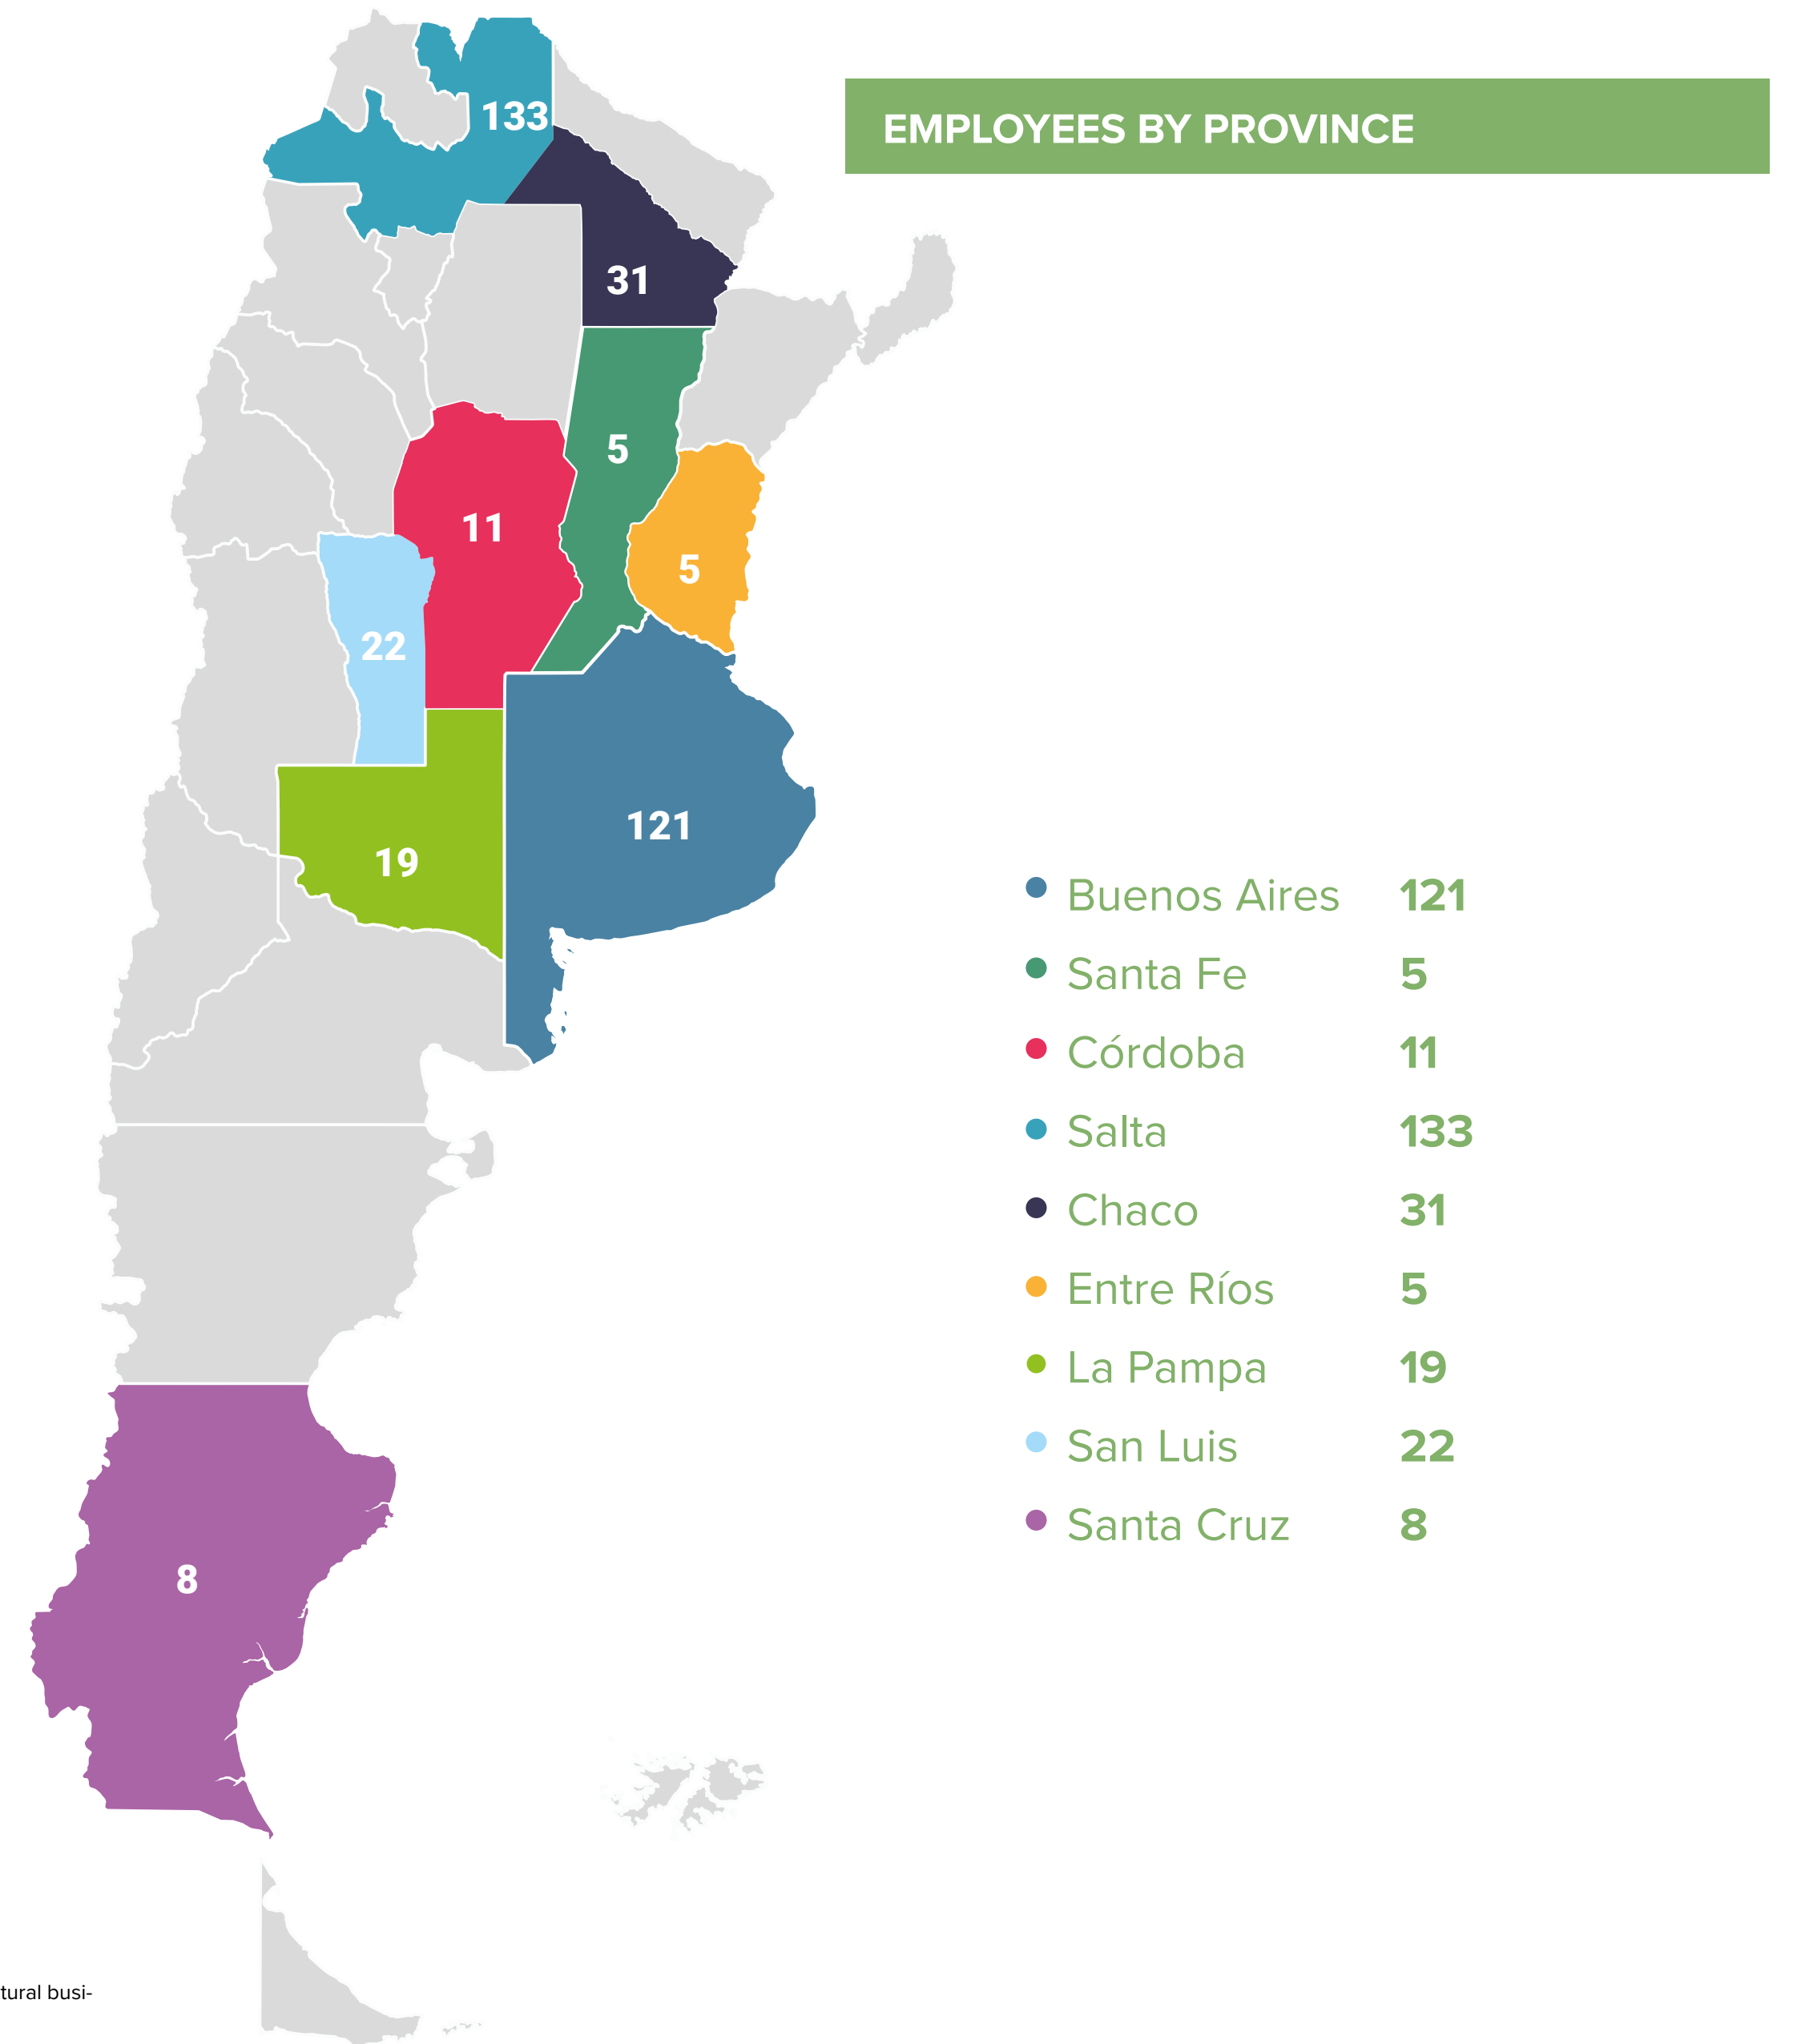 EMPLOYEES BY PROVINCE
133
31
5
11
5
22
121
19
8
Buenos Aires 121
Santa Fe 5
Córdoba 11
Salta 133
Chaco 31
Entre Ríos 5
La Pampa 19
San Luis 22
Santa Cruz 8
tural busi-